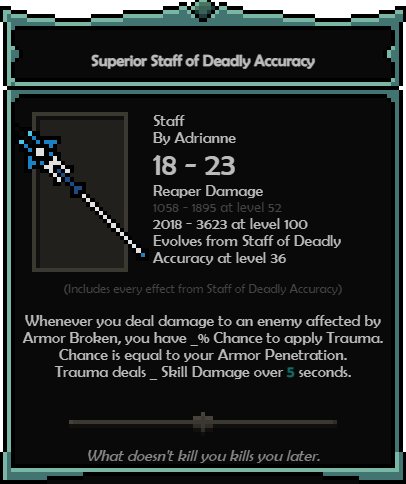 Superior Staff of Deadly Accuracy
Staff
By Adrianne
18 - 23
Reaper Damage
1058 - 1895 at level 52
2018 - 3623 at level 100
Evolves from Staff of Deadly
Accuracy at level 36
(Includes every effect from Staff of Deadly Accuracy)
Whenever you deal damage to an enemy affected by
Armor Broken, you have _% Chance to apply Trauma.
Chance is equal to your Armor Penetration.
Trauma deals _ Skill Damage over 5 seconds.
What doesn't kill you kills you later.